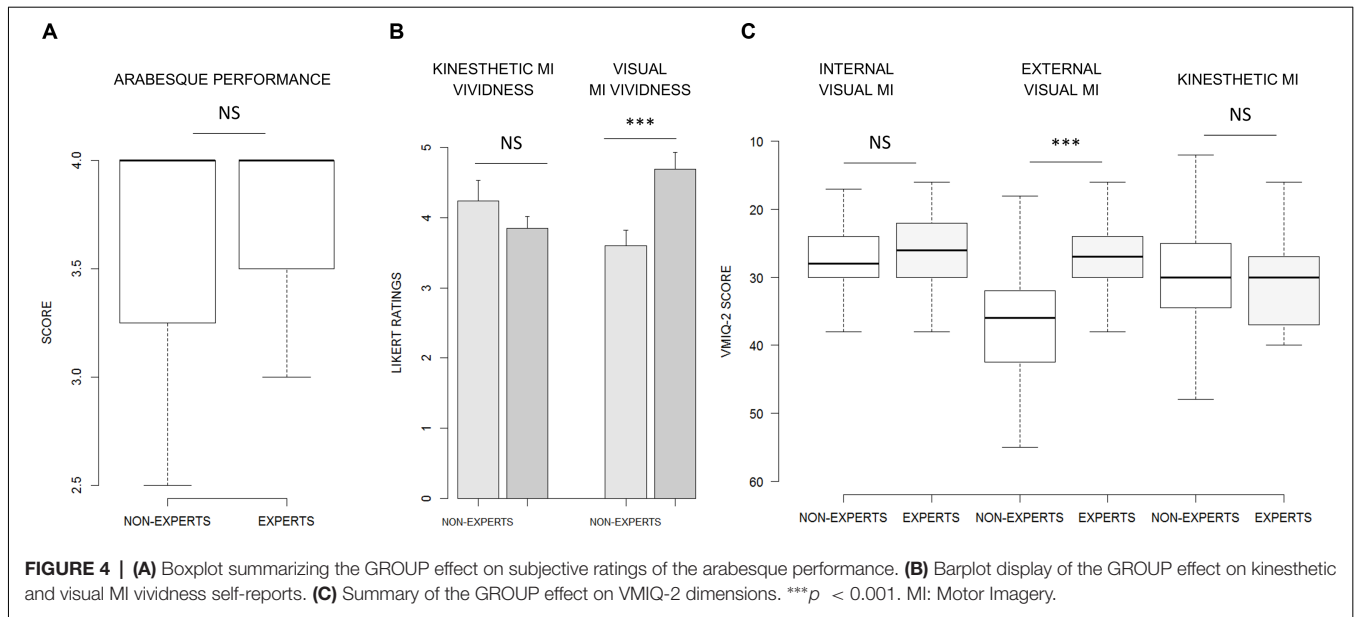 A
ARABESQUE PERFORMANCE
NS
4.0
3.5
3.0
2.5
SCORE
NON-EXPERTS EXPERTS
B
KINESTHETIC MI
VIVIDNESS
VISUAL
MI VIVIDNESS
NS
***
5
4
3
2
1
0
LIKERT RATINGS
NON-EXPERTS NON-EXPERTS
C
INTERNAL
VISUAL MI
EXTERNAL
VISUAL MI
KINESTHETIC MI
NS
***
NS
10
20
30
40
50
60
VMIQ-2 SCORE
NON-EXPERTS EXPERTS NON-EXPERTS EXPERTS NON-EXPERTS EXPERTS
FIGURE 4 | (A) Boxplot summarizing the GROUP effect on subjective ratings of the arabesque performance. (B) Barplot display of the GROUP effect on kinesthetic
and visual MI vividness self-reports. (C) Summary of the GROUP effect on VMIQ-2 dimensions. ***p < 0.001. MI: Motor Imagery.